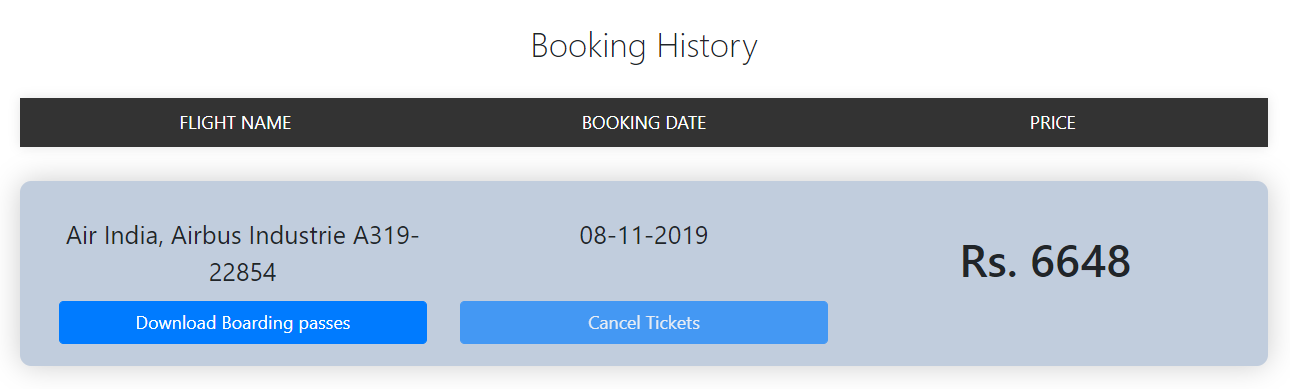 Booking History
FLIGHT NAME BOOKING DATE PRICE
Air India, Airbus Industrie A319-
22854
08-11-2019
Rs. 6648
Download Boarding passes
Cancel Tickets